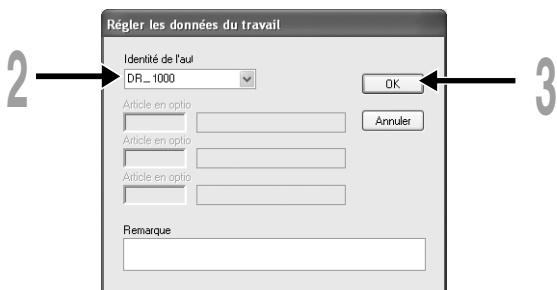 Régler les données du travail
2
Identité de l'aul
DR_1000
OK
3
Article en optio
Annuler
Article en optio
Article en optio
Remarque